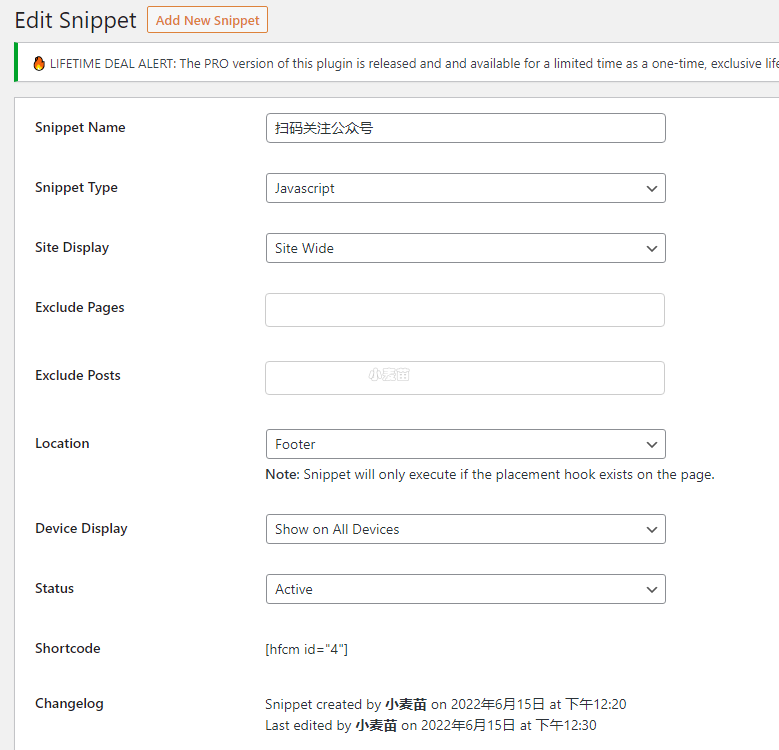 Edit Snippet Add New Snippet
🔥 LIFETIME DEAL ALERT: The PRO version of this plugin is released and and available for a limited time as a one-time, exclusive life
Snippet Name 扫码关注公众号
Snippet Type Javascript
Site Display Site Wide
Exclude Pages
Exclude Posts 小麦苗
Location Footer
Note: Snippet will only execute if the placement hook exists on the page.
Device Display Show on All Devices
Status Active
Shortcode [hfcm id="4"]
Changelog Snippet created by 小麦苗 on 2022年6月15日 at 下午12:20
Last edited by 小麦苗 on 2022年6月15日 at 下午12:30